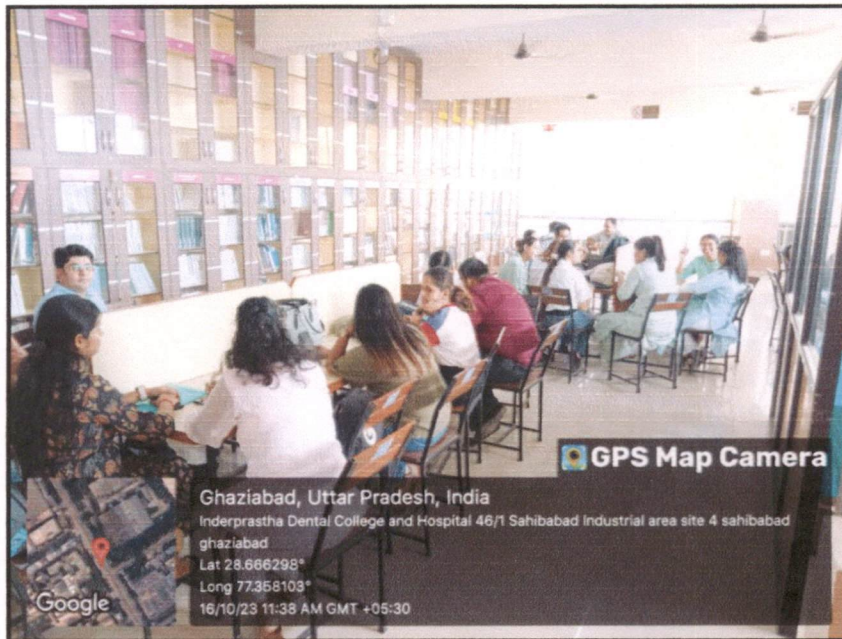 GPS Map Camera
Ghaziabad, Uttar Pradesh, India
Inderprastha Dental College and Hospital 46/1 Sahibabad Industrial area site 4 sahibabad
ghaziabad
Lat 28.666298°
Long 77.358103°
16/10/23 11:38 AM GMT +05:30
Google